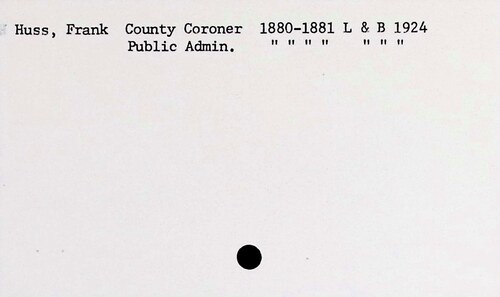 Huss, Frank County Coroner 1880-1881 L & B 1924
Public Admin. " " " " " " "